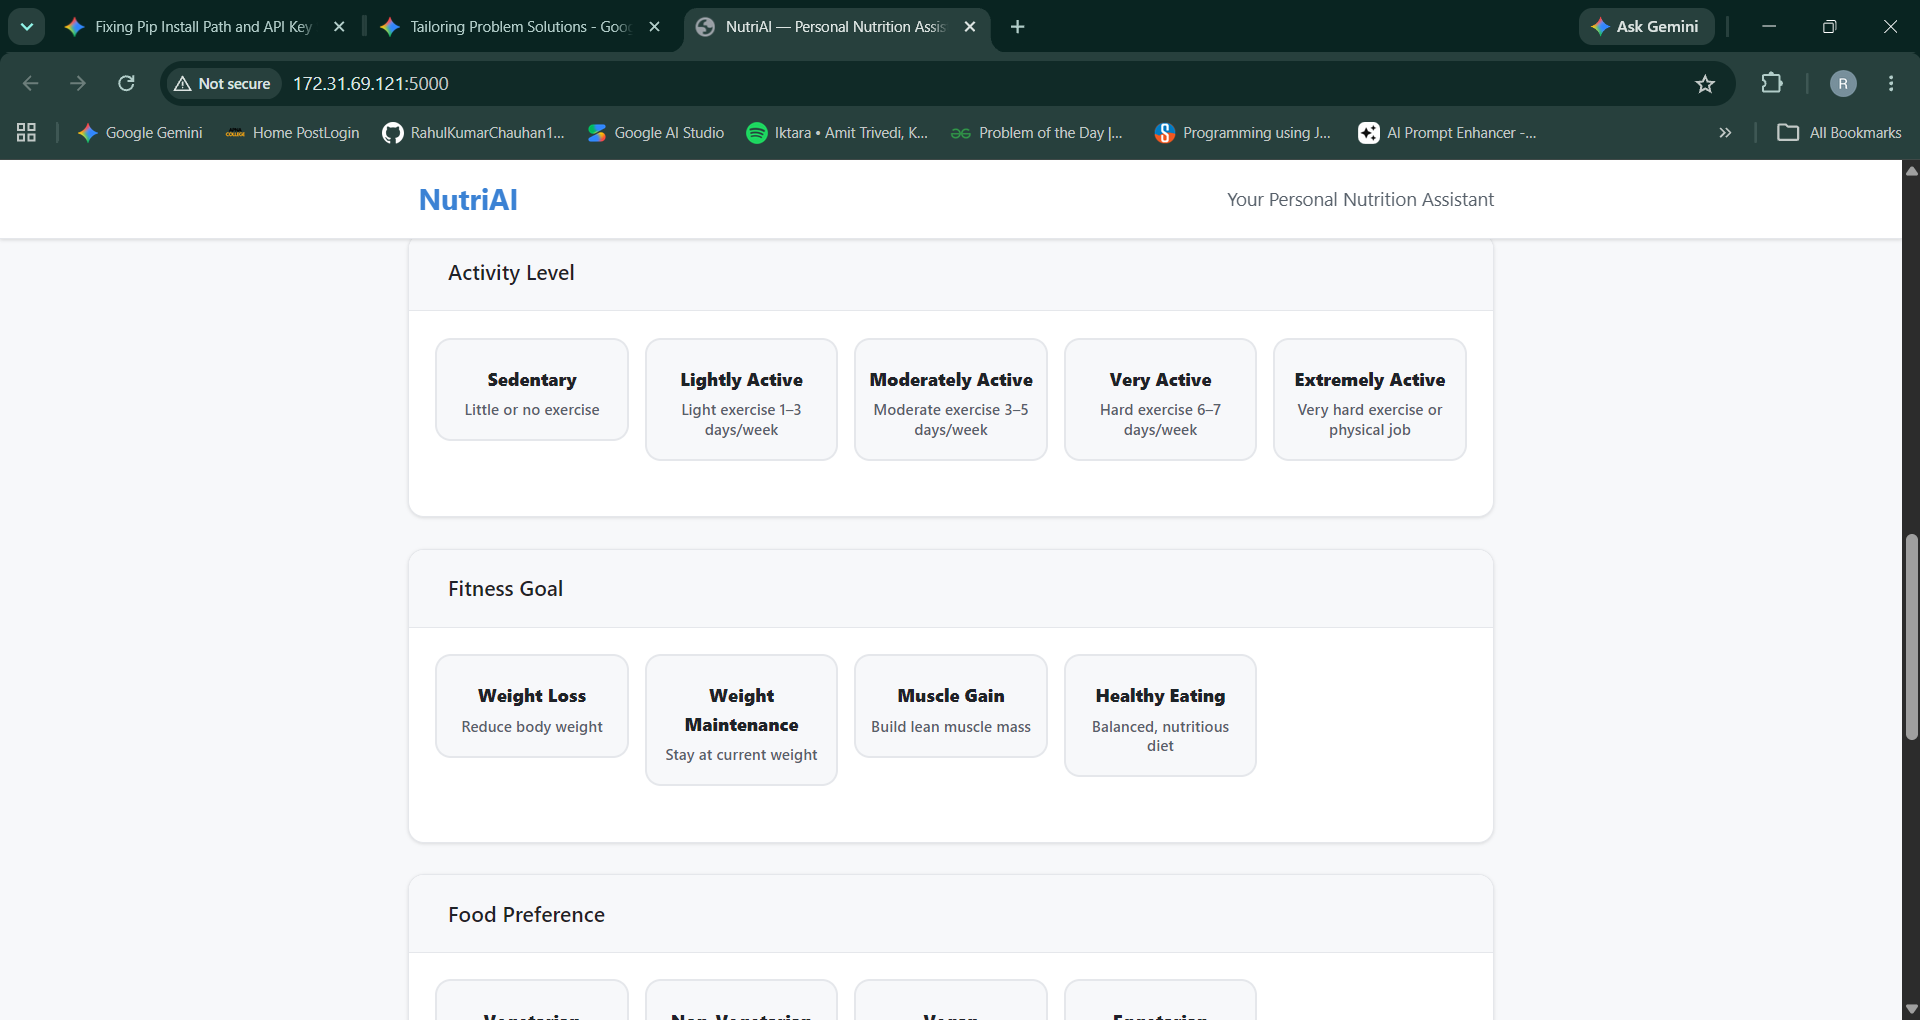 Fixing Pip Install Path and API Key
Tailoring Problem Solutions - Goo
NutriAI — Personal Nutrition Assis
Ask Gemini
Not secure
172.31.69.121:5000
R
Google Gemini
Home PostLogin
RahulKumarChauhan1...
Google AI Studio
Iktara • Amit Trivedi, K...
Problem of the Day |...
Programming using J...
AI Prompt Enhancer -...
All Bookmarks
NutriAI
Your Personal Nutrition Assistant
Activity Level
Sedentary
Little or no exercise
Lightly Active
Light exercise 1–3
days/week
Moderately Active
Moderate exercise 3–5
days/week
Very Active
Hard exercise 6–7
days/week
Extremely Active
Very hard exercise or
physical job
Fitness Goal
Weight Loss
Reduce body weight
Weight
Maintenance
Stay at current weight
Muscle Gain
Build lean muscle mass
Healthy Eating
Balanced, nutritious
diet
Food Preference
Vegetarian
Non-Vegetarian
Vegan
Eggetarian